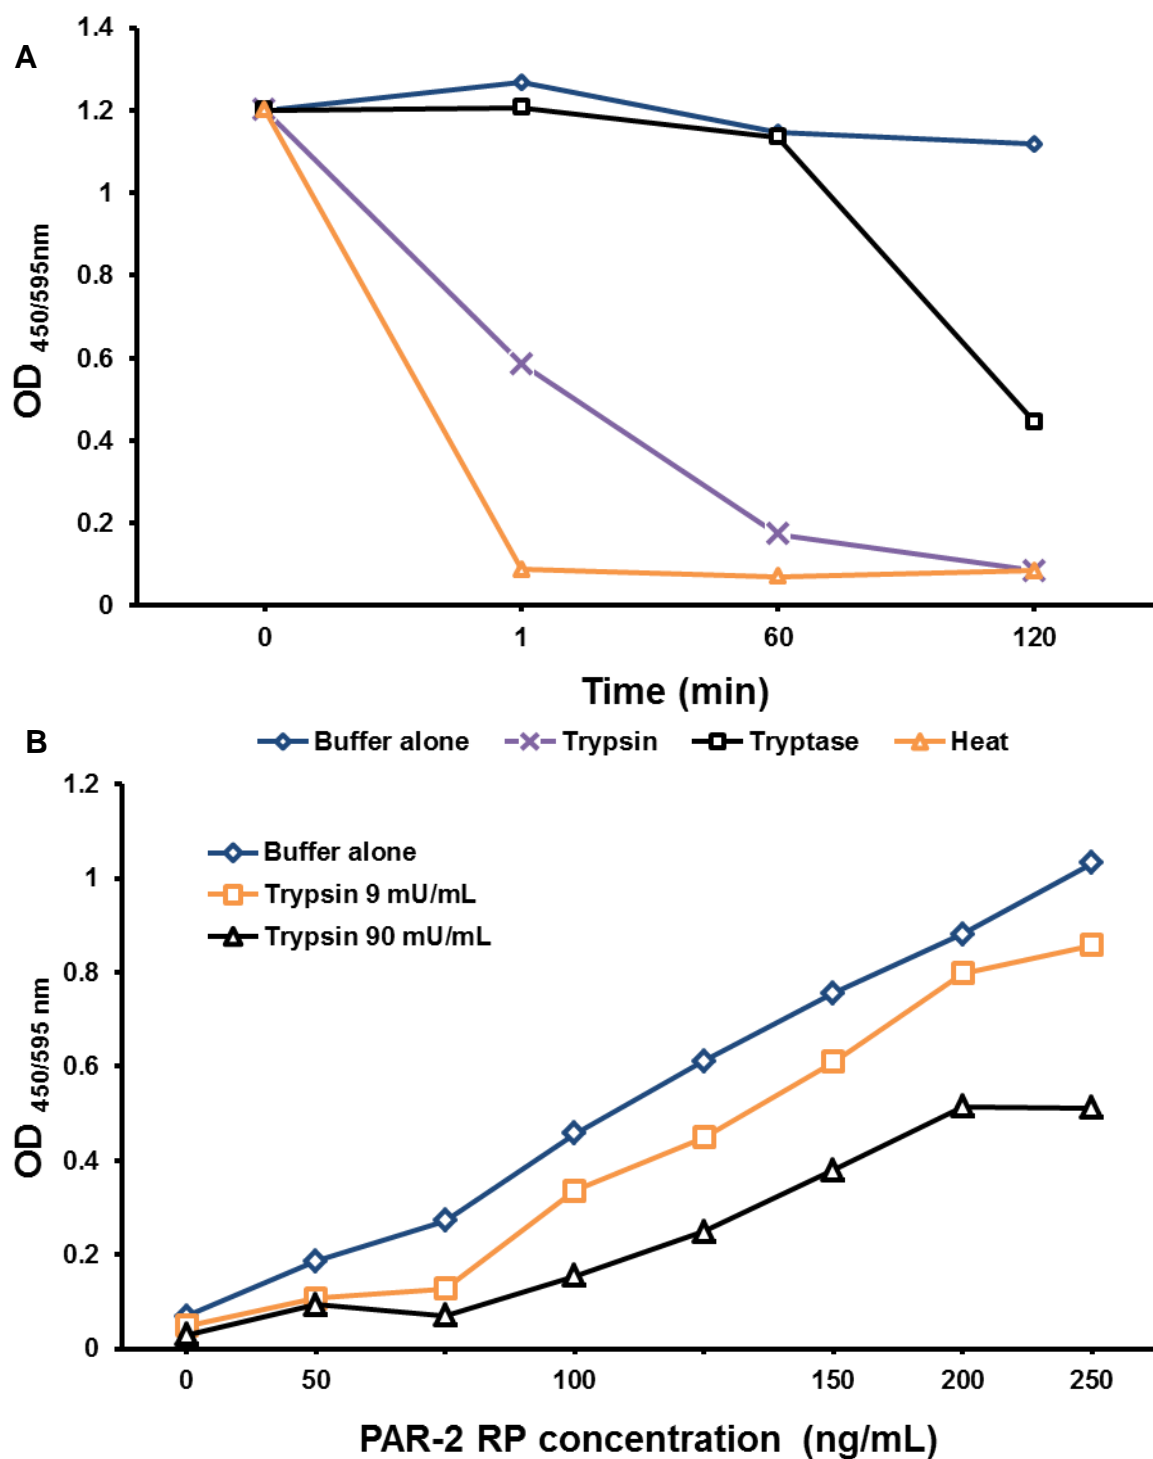 A
1.4
1.2
1
0.8
0.6
0.4
0.2
0
OD 450/595nm
0 1 60 120
Time (min)
Buffer alone Trypsin Tryptase Heat
B
1.2
1
0.8
0.6
0.4
0.2
0
OD 450/595 nm
Buffer alone
Trypsin 9 mU/mL
Trypsin 90 mU/mL
0 50 100 150 200 250
PAR-2 RP concentration (ng/mL)